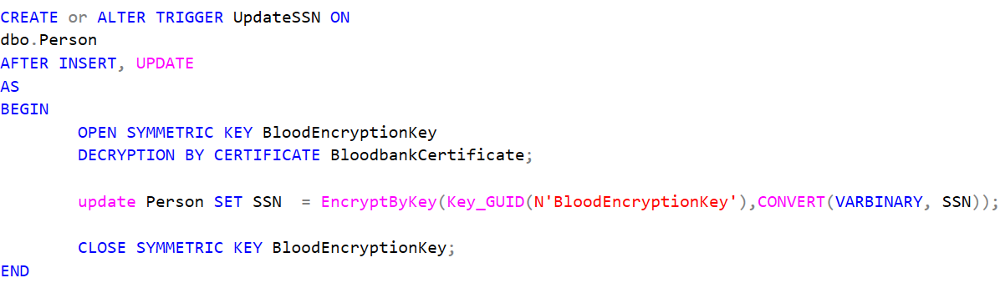 CREATE or ALTER TRIGGER UpdateSSN ON
dbo.Person
AFTER INSERT, UPDATE
AS
BEGIN
OPEN SYMMETRIC KEY BloodEncryptionKey
DECRYPTION BY CERTIFICATE BloodbankCertificate;
update Person SET SSN = EncryptByKey(Key_GUID(N'BloodEncryptionKey'),CONVERT(VARBINARY, SSN));
CLOSE SYMMETRIC KEY BloodEncryptionKey;
END